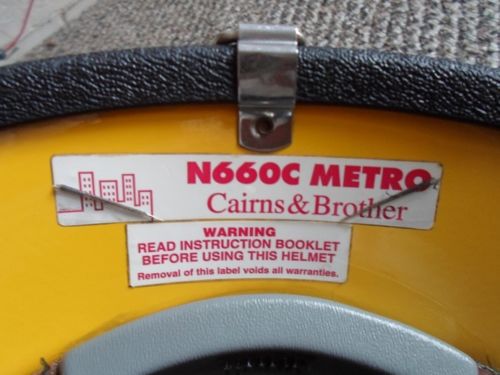 N660C METRO
Cairns & Brother
WARNING
READ INSTRUCTION BOOKLET
BEFORE USING THIS HELMET
Removal of this label voids all warranties.